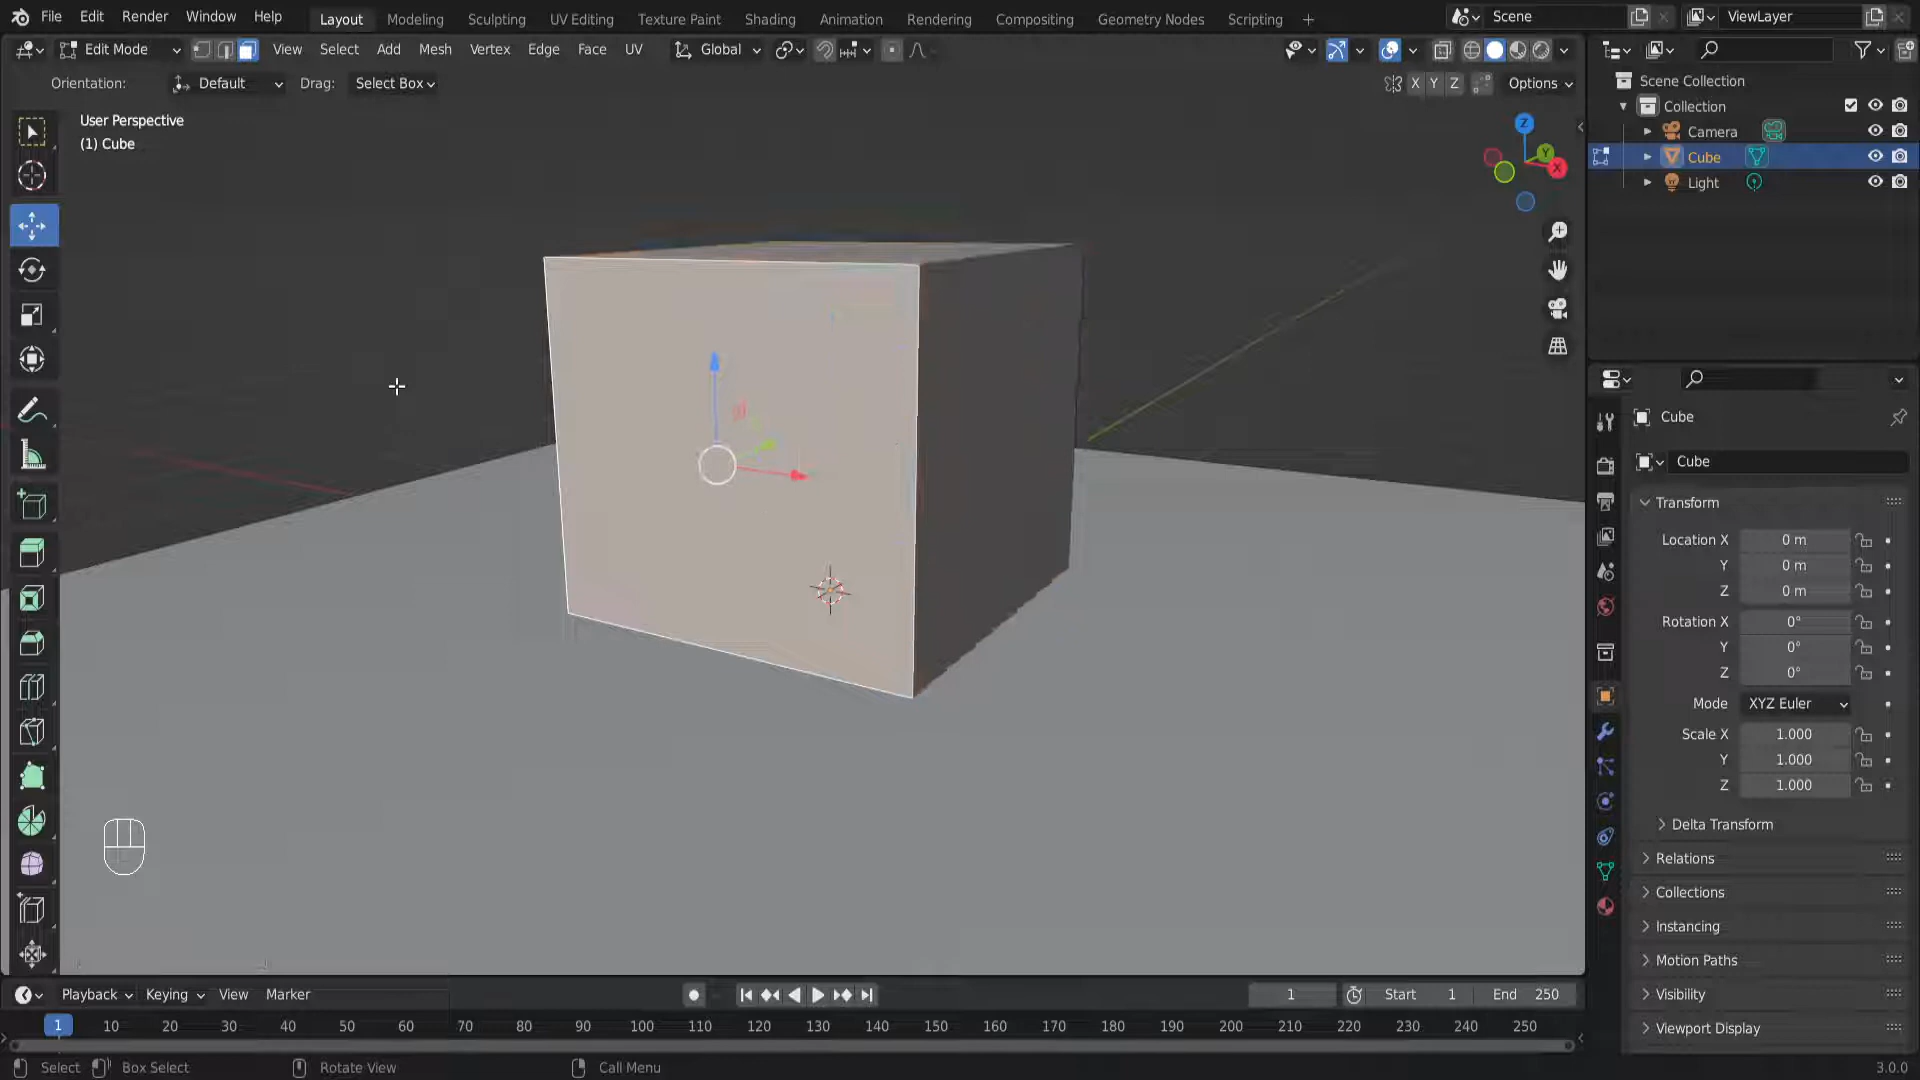 File Edit Render Window Help Layout Modeling Sculpting UV Editing Texture Paint Shading Animation Rendering Compositing Geometry Nodes Scripting + Scene ViewLayer
Edit Mode View Select Add Mesh Vertex Edge Face UV Global
Orientation: Default Drag: Select Box X Y Z Options
User Perspective
(1) Cube
Z
Y
X
Scene Collection
Collection
Camera
Cube
Light
Cube
Cube
Transform
Location X 0 m
Y 0 m
Z 0 m
Rotation X 0°
Y 0°
Z 0°
Mode XYZ Euler
Scale X 1.000
Y 1.000
Z 1.000
Delta Transform
Relations
Collections
Instancing
Motion Paths
Visibility
Viewport Display
Playback Keying View Marker 1 Start 1 End 250
1 10 20 30 40 50 60 70 80 90 100 110 120 130 140 150 160 170 180 190 200 210 220 230 240 250
Select Box Select Rotate View Call Menu 3.0.0